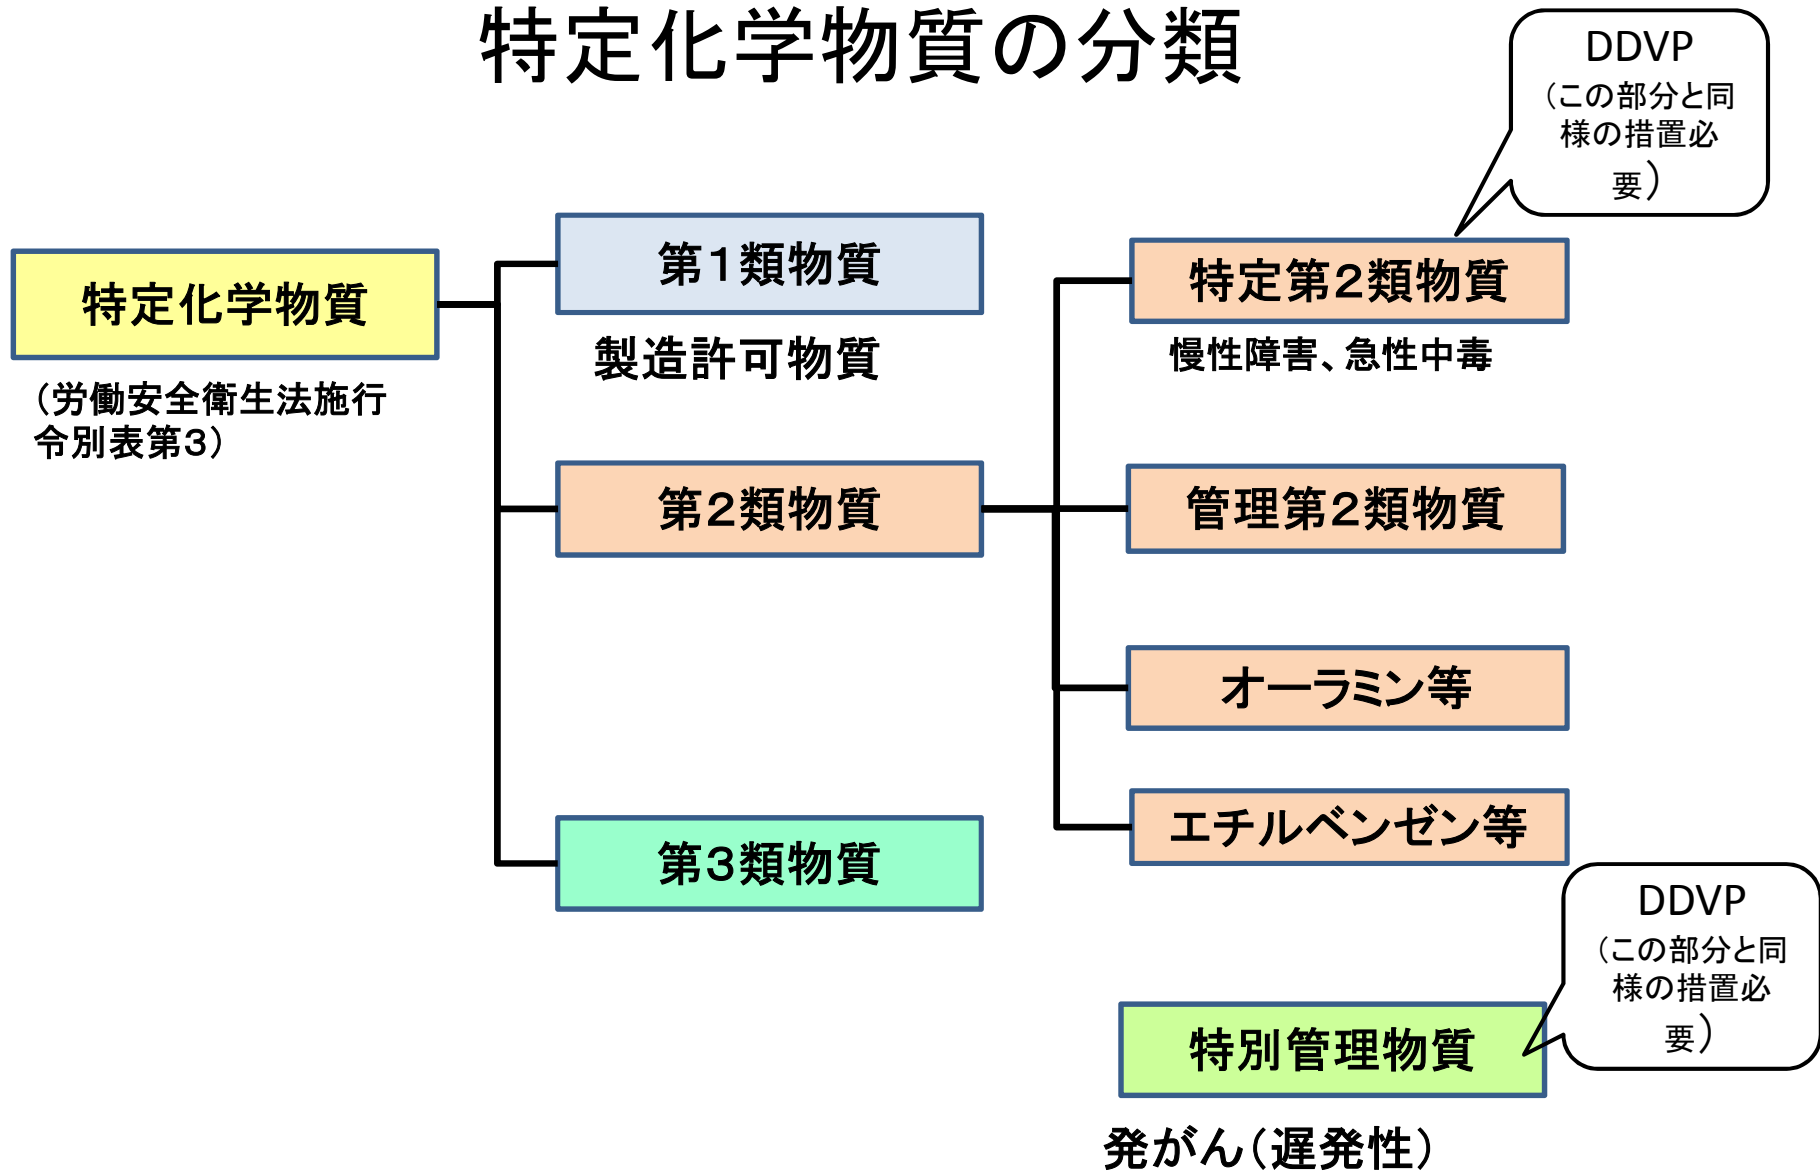 特定化学物質の分類
DDVP
（この部分と同
様の措置必
要）
特定化学物質
（労働安全衛生法施行
令別表第3）
第１類物質
製造許可物質
第２類物質
第３類物質
特定第２類物質
慢性障害、急性中毒
管理第２類物質
オーラミン等
エチルベンゼン等
DDVP
（この部分と同
様の措置必
要）
特別管理物質
発がん（遅発性）